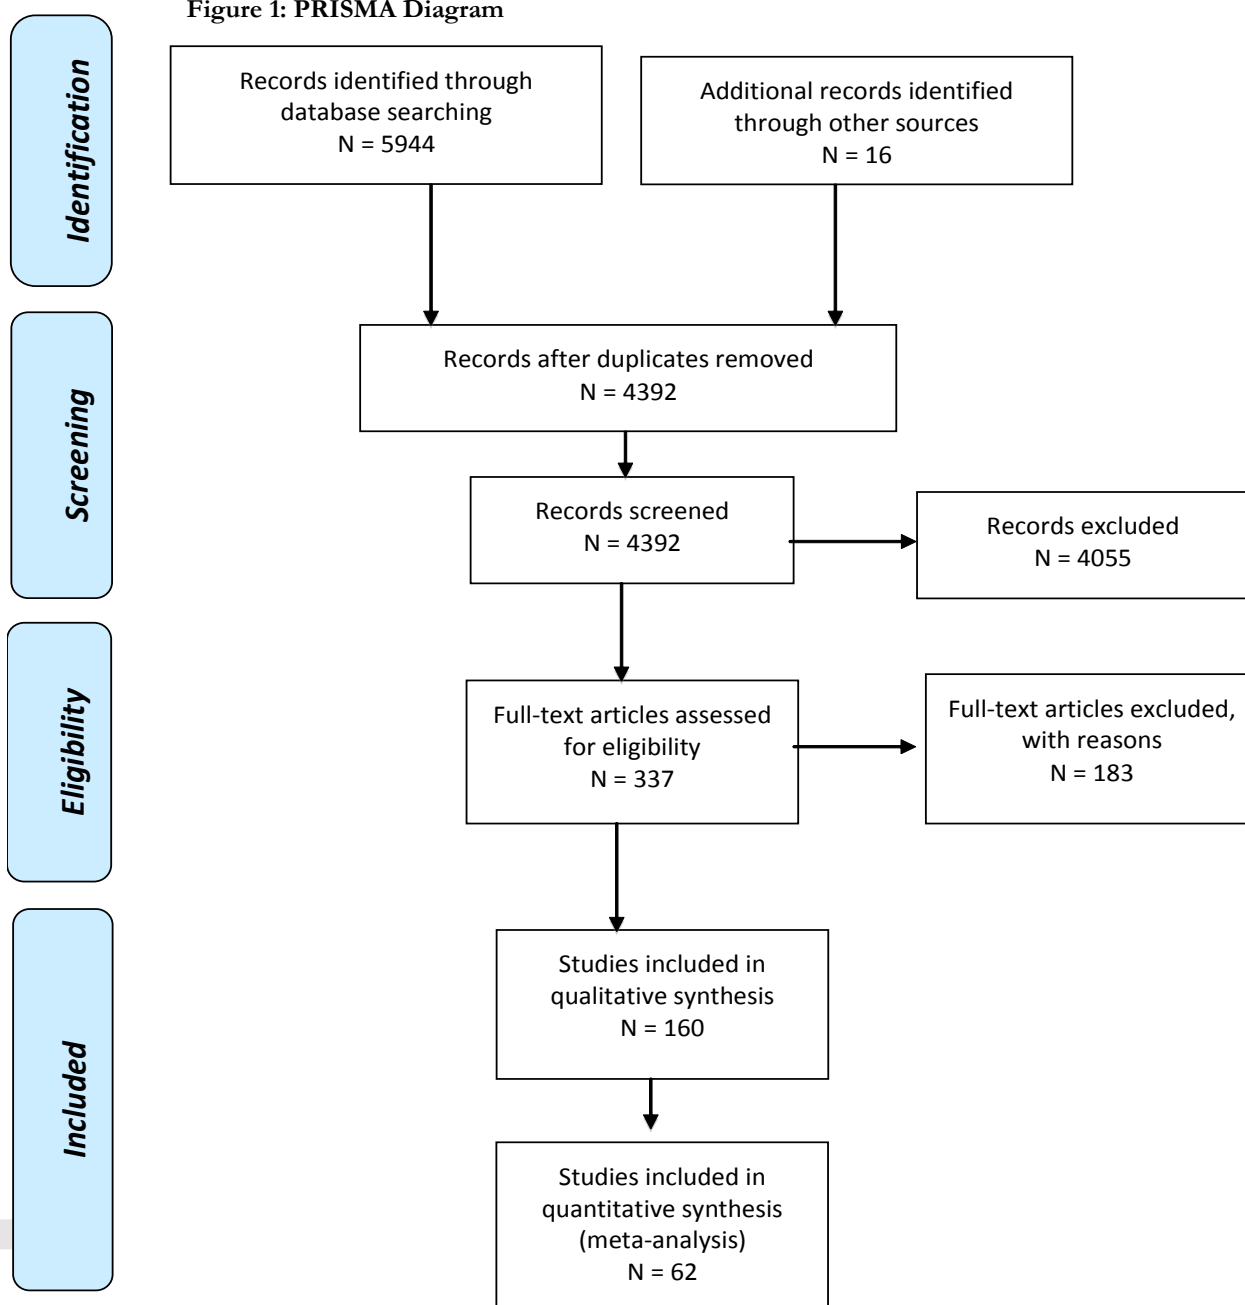 Figure 1: PRISMA Diagram
Identification
Records identified through
database searching
N = 5944
Additional records identified
through other sources
N = 16
Screening
Records after duplicates removed
N = 4392
Records screened
N = 4392
Records excluded
N = 4055
Eligibility
Full-text articles assessed
for eligibility
N = 337
Full-text articles excluded,
with reasons
N = 183
Included
Studies included in
qualitative synthesis
N = 160
Studies included in
quantitative synthesis
(meta-analysis)
N = 62